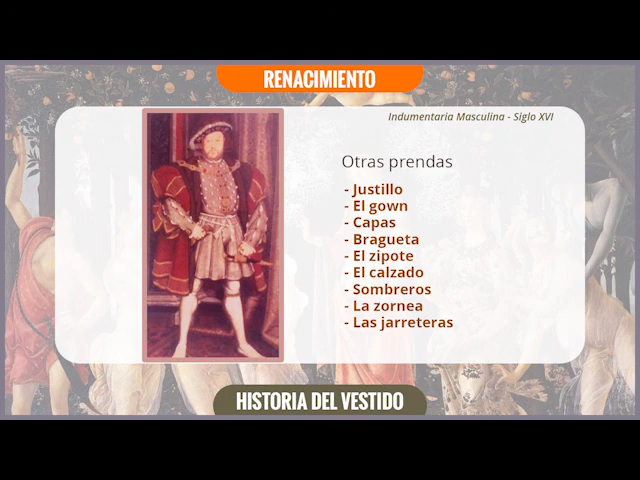 RENACIMIENTO
Indumentaria Masculina - Siglo XVI
Otras prendas
- Justillo
- El gown
- Capas
- Bragueta
- El zipote
- El calzado
- Sombreros
- La zornea
- Las jarreteras
HISTORIA DEL VESTIDO